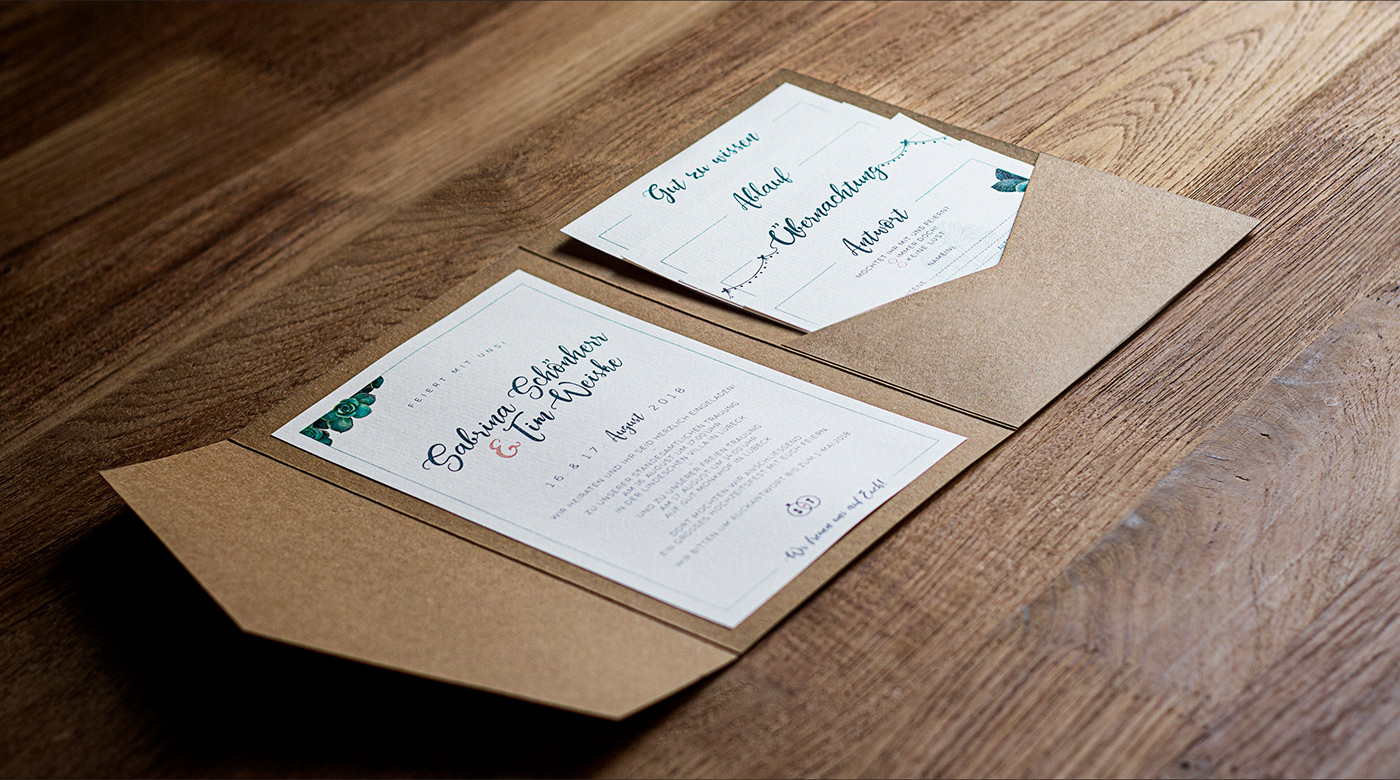 FEIERT MIT UNS!
Sabrina Schönherr
& Tim Weiske
16 & 17 August 2018
WIR HEIRATEN UND IHR SEID HERZLICH EINGELADEN!
ZU UNSERER STANDESAMTLICHEN TRAUUNG
AM 16 AUGUST UM 17:00 UHR
IN DER LINDESCHEN VILLA IN LÜBECK
UND ZU UNSERER FREIEN TRAUUNG
AM 17 AUGUST UM 14:00 UHR
AUF GUT MÖNKHOF IN LÜBECK
DORT MÖCHTEN WIR ANSCHLIESSEND
EIN GROSSES HOCHZEITSFEST MIT EUCH FEIERN
WIR BITTEN UM RÜCKANTWORT BIS ZUM 1 MAI 2018
S & T
Wir freuen uns auf Euch!
Gut zu wissen
Ablauf
Übernachtung
Antwort
MÖCHTET IHR MIT UNS FEIERN?
IMMER DOCH!
KEINE LUST
NAME(N):